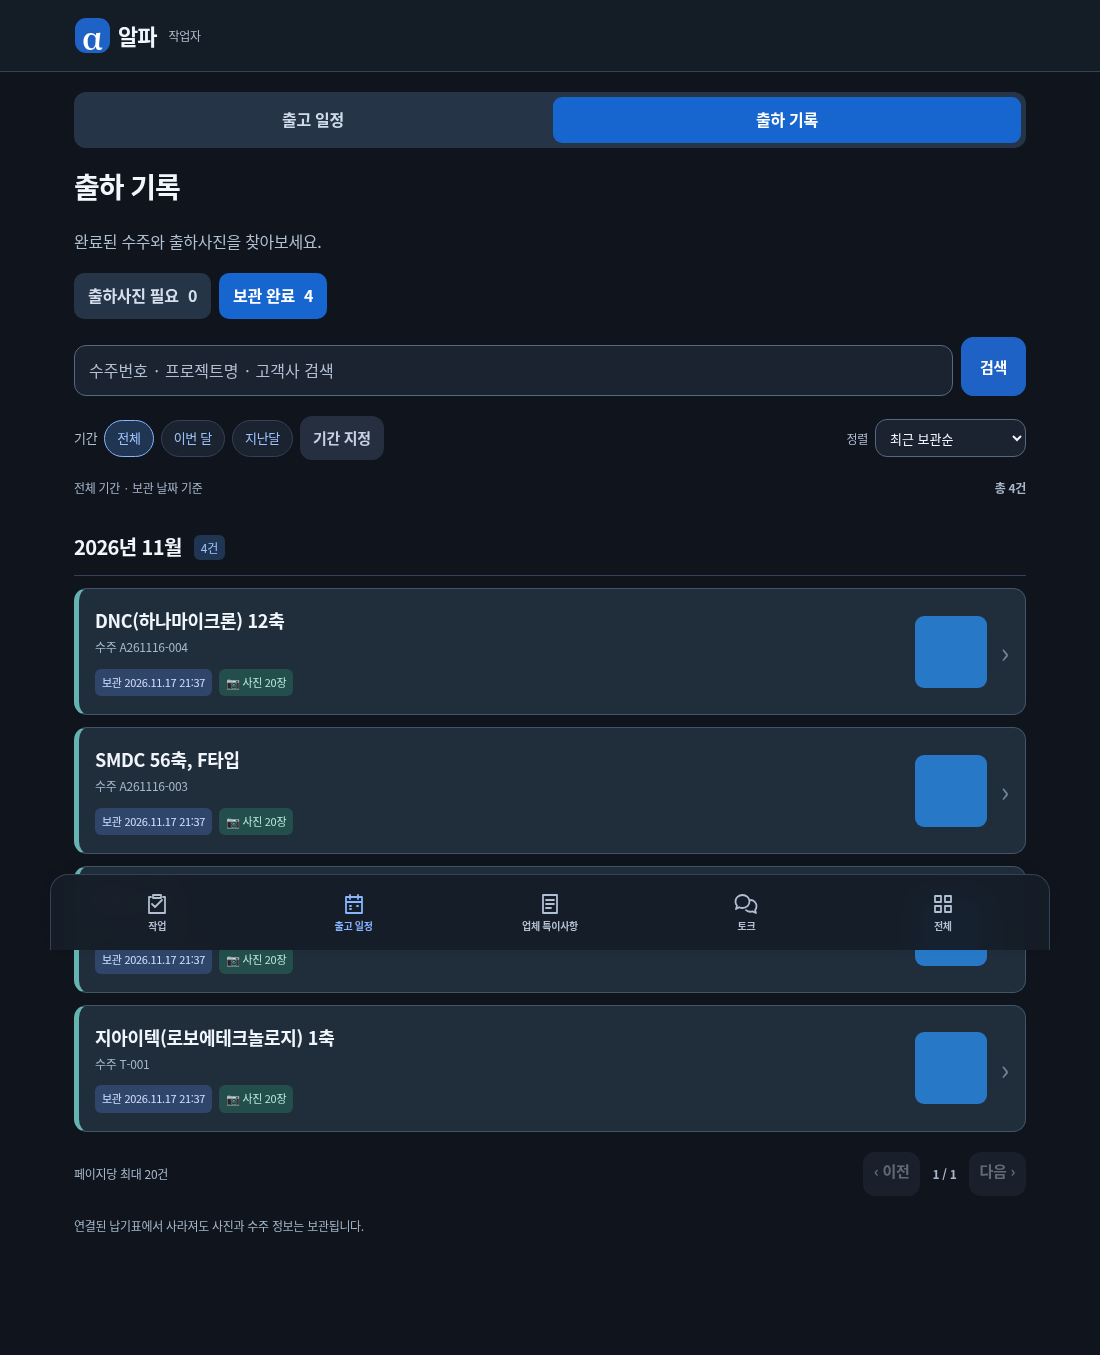 α 알파 작업자
출고 일정 출하 기록
출하 기록
완료된 수주와 출하사진을 찾아보세요.
출하사진 필요 0 보관 완료 4
수주번호 · 프로젝트명 · 고객사 검색 검색
기간 전체 이번 달 지난달 기간 지정 정렬 최근 보관순
전체 기간 · 보관 날짜 기준 총 4건
2026년 11월 4건
DNC(하나마이크론) 12축
수주 A261116-004
보관 2026.11.17 21:37 📷 사진 20장
SMDC 56축, F타입
수주 A261116-003
보관 2026.11.17 21:37 📷 사진 20장
작업 출고 일정 업체 특이사항 토크 전체
보관 2026.11.17 21:37 📷 사진 20장
지아이텍(로보에테크놀로지) 1축
수주 T-001
보관 2026.11.17 21:37 📷 사진 20장
페이지당 최대 20건 ‹ 이전 1 / 1 다음 ›
연결된 납기표에서 사라져도 사진과 수주 정보는 보관됩니다.